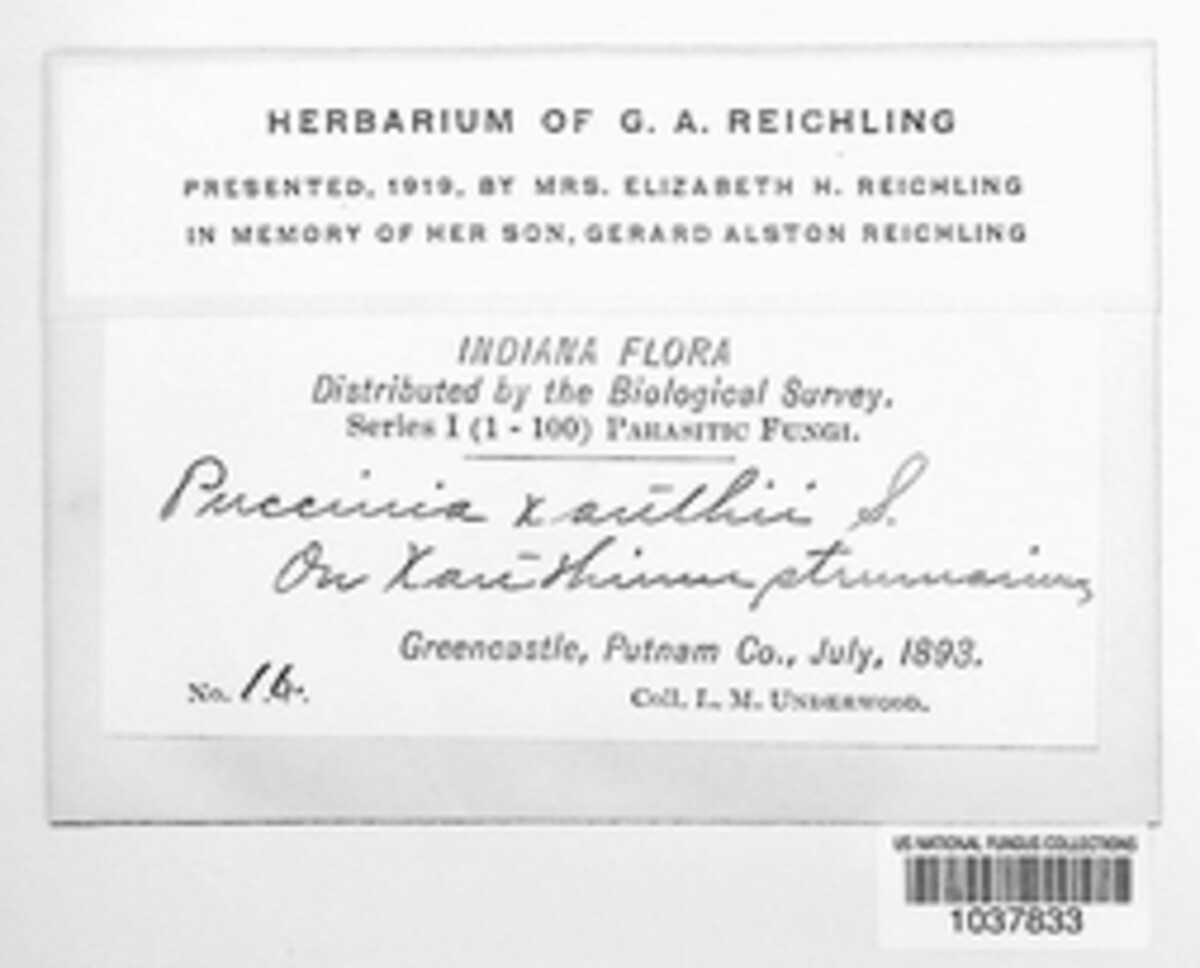 HERBARIUM OF G. A. REICHLING
PRESENTED, 1919, BY MRS. ELIZABETH H. REICHLING
IN MEMORY OF HER SON, GERARD ALSTON REICHLING
INDIANA FLORA
Distributed by the Biological Survey.
Series I (1 - 100) PARASITIC FUNGI.
Puccinia xanthii S.
On Xanthium strumarium
Greencastle, Putnam Co., July, 1893.
No. 16.
Coll. L. M. UNDERWOOD.
US NATIONAL FUNGUS COLLECTIONS
1037833